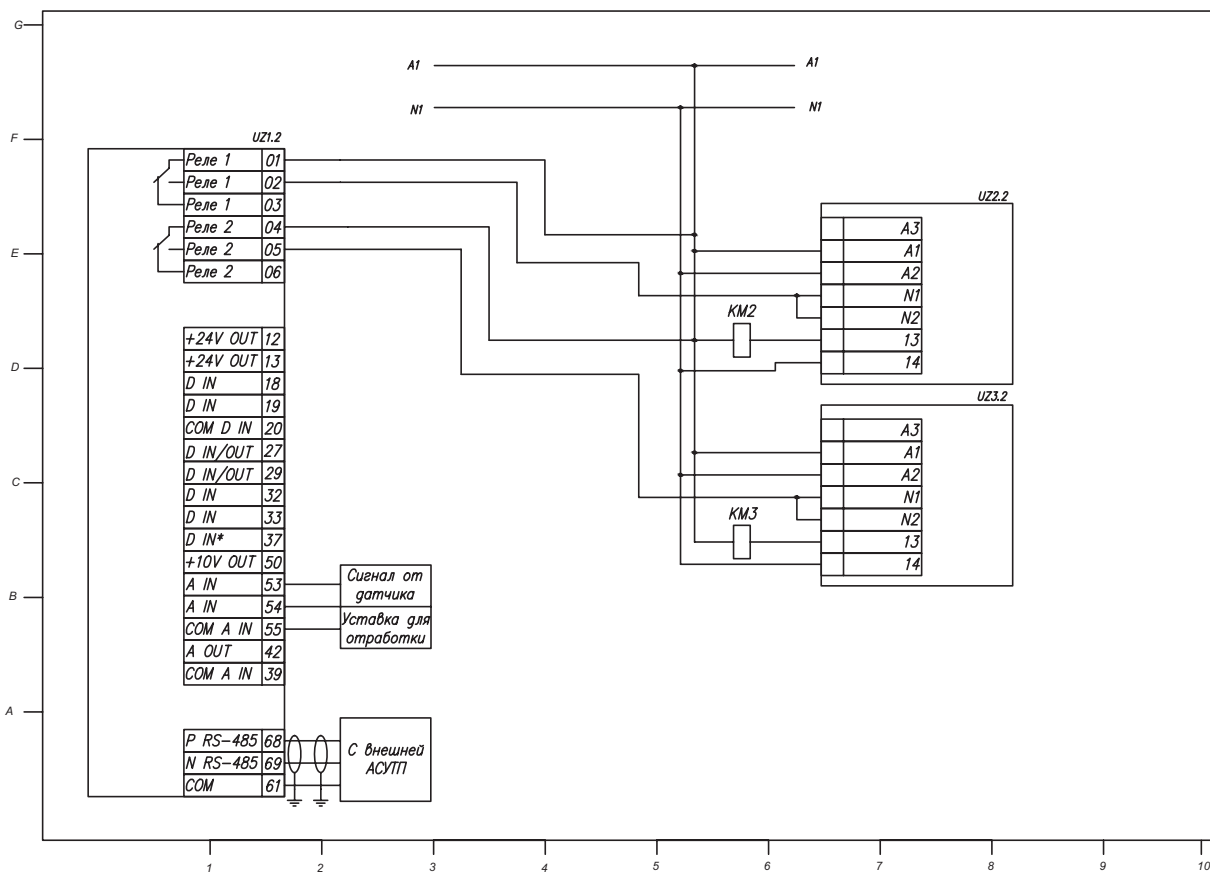 G
F
E
D
C
B
A
A1
A1
N1
N1
UZ1.2
Реле 1 01
Реле 1 02
Реле 1 03
Реле 2 04
Реле 2 05
Реле 2 06
+24V OUT 12
+24V OUT 13
D IN 18
D IN 19
COM D IN 20
D IN/OUT 27
D IN/OUT 29
D IN 32
D IN 33
D IN* 37
+10V OUT 50
A IN 53
A IN 54
COM A IN 55
A OUT 42
COM A IN 39
P RS-485 68
N RS-485 69
COM 61
Сигнал от
датчика
Уставка для
отработки
С внешней
АСУТП
KM2
KM3
UZ2.2
A3
A1
A2
N1
N2
13
14
UZ3.2
A3
A1
A2
N1
N2
13
14
1 2 3 4 5 6 7 8 9 10